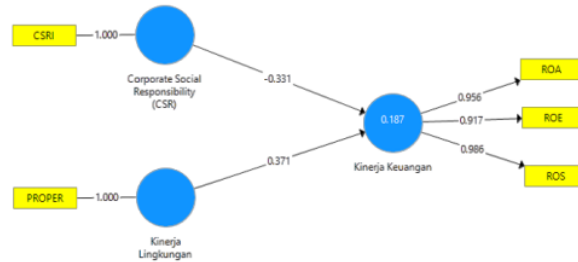 CSRI
1.000
Corporate Social
Responsibility
(CSR)
-0.331
ROA
0.956
0.187
0.917
ROE
Kinerja Keuangan
0.986
0.371
ROS
PROPER
1.000
Kinerja
Lingkungan